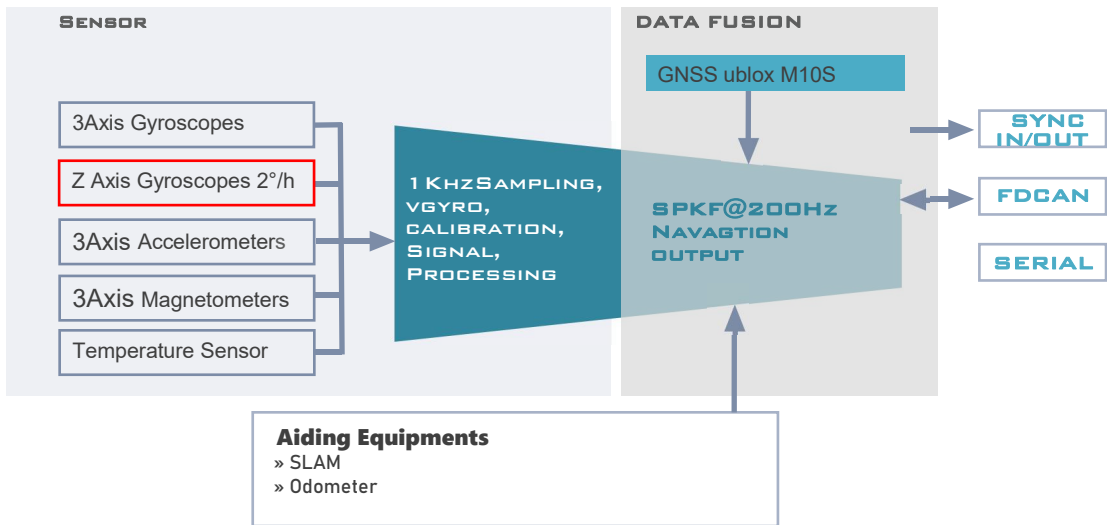 SENSOR
DATA FUSION
GNSS ublox M10S
3Axis Gyroscopes
Z Axis Gyroscopes 2°/h
3Axis Accelerometers
3Axis Magnetometers
Temperature Sensor
1KHZSAMPLING,
VGYRO,
CALIBRATION,
SIGNAL,
PROCESSING
SPKF@200HZ
NAVAGTION
OUTPUT
SYNC
IN/OUT
FDCAN
SERIAL
Aiding Equipments
» SLAM
» Odometer